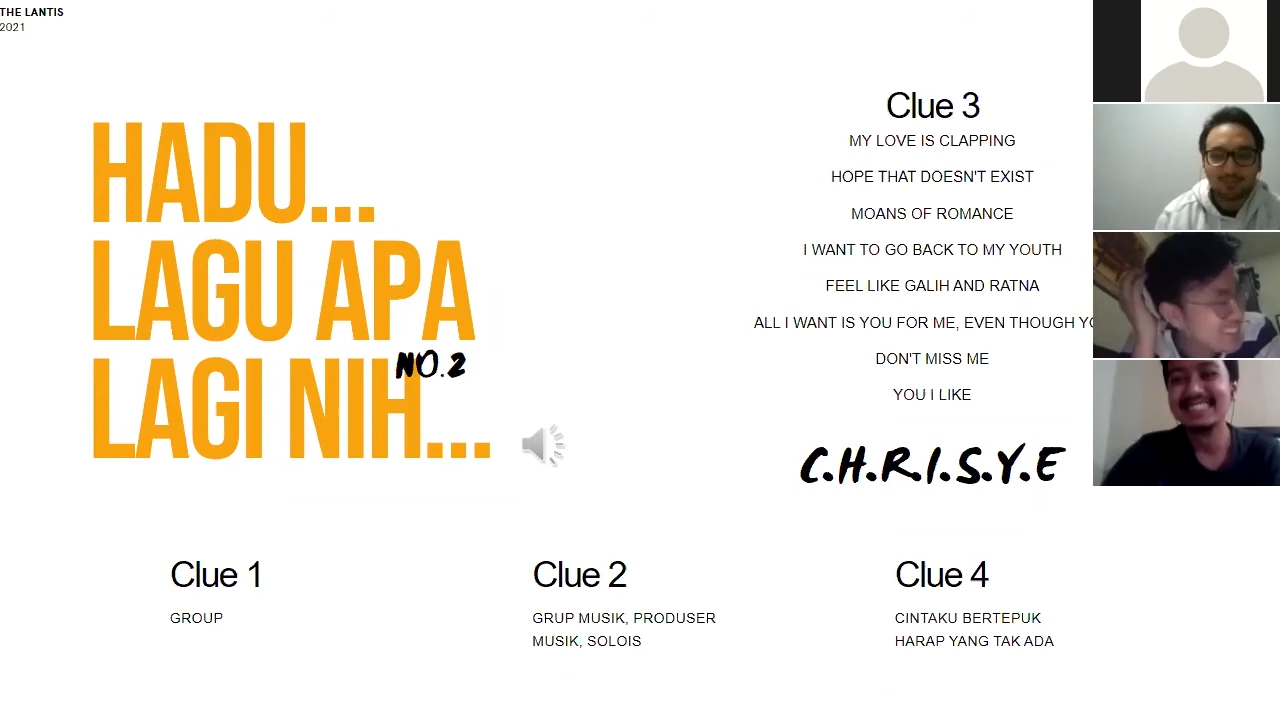 THE LANTIS
2021
HADU...
LAGU APA
LAGI NIH...
NO.2
Clue 3
MY LOVE IS CLAPPING
HOPE THAT DOESN'T EXIST
MOANS OF ROMANCE
I WANT TO GO BACK TO MY YOUTH
FEEL LIKE GALIH AND RATNA
ALL I WANT IS YOU FOR ME, EVEN THOUGH
DON'T MISS ME
YOU I LIKE
C.H.R.I.S.Y.E
Clue 1
GROUP
Clue 2
GRUP MUSIK, PRODUSER
MUSIK, SOLOIS
Clue 4
CINTAKU BERTEPUK
HARAP YANG TAK ADA